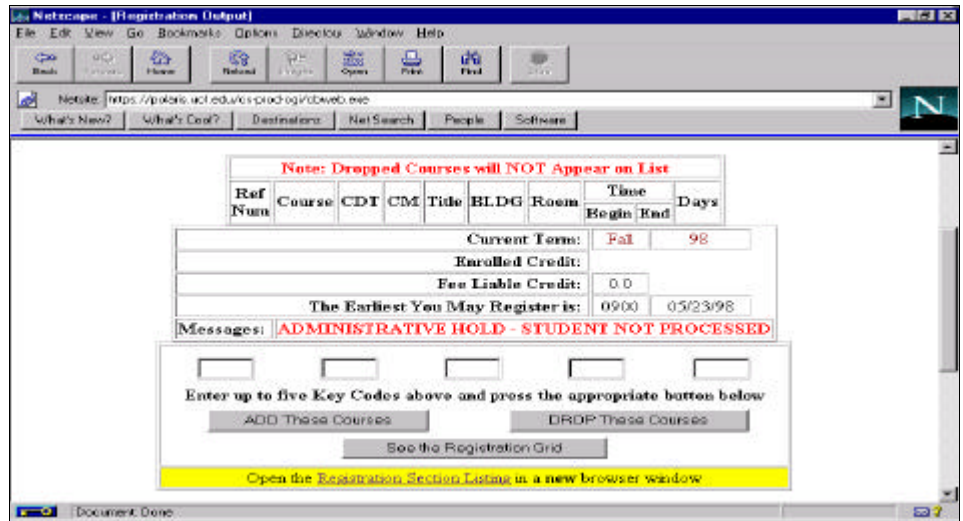 Netscape - [Registration Output]
File Edit View Go Bookmarks Options Directory Window Help
Back Home Reload Open Print Find
Netsite: https://polaris.ucf.edu/cs-prod-cgi/cbweb.exe
What's New? What's Cool? Destinations Net Search People Software
Note: Dropped Courses will NOT Appear on List
Ref Num Course CDT CM Title BLDG Room Time Begin End Days
Current Term: Fall 98
Enrolled Credit:
Fee Liable Credit: 0.0
The Earliest You May Register is: 0900 05/23/98
Messages: ADMINISTRATIVE HOLD - STUDENT NOT PROCESSED
Enter up to five Key Codes above and press the appropriate button below
ADD These Courses DROP These Courses
See the Registration Grid
Open the Registration Section Listing in a new browser window
Document: Done